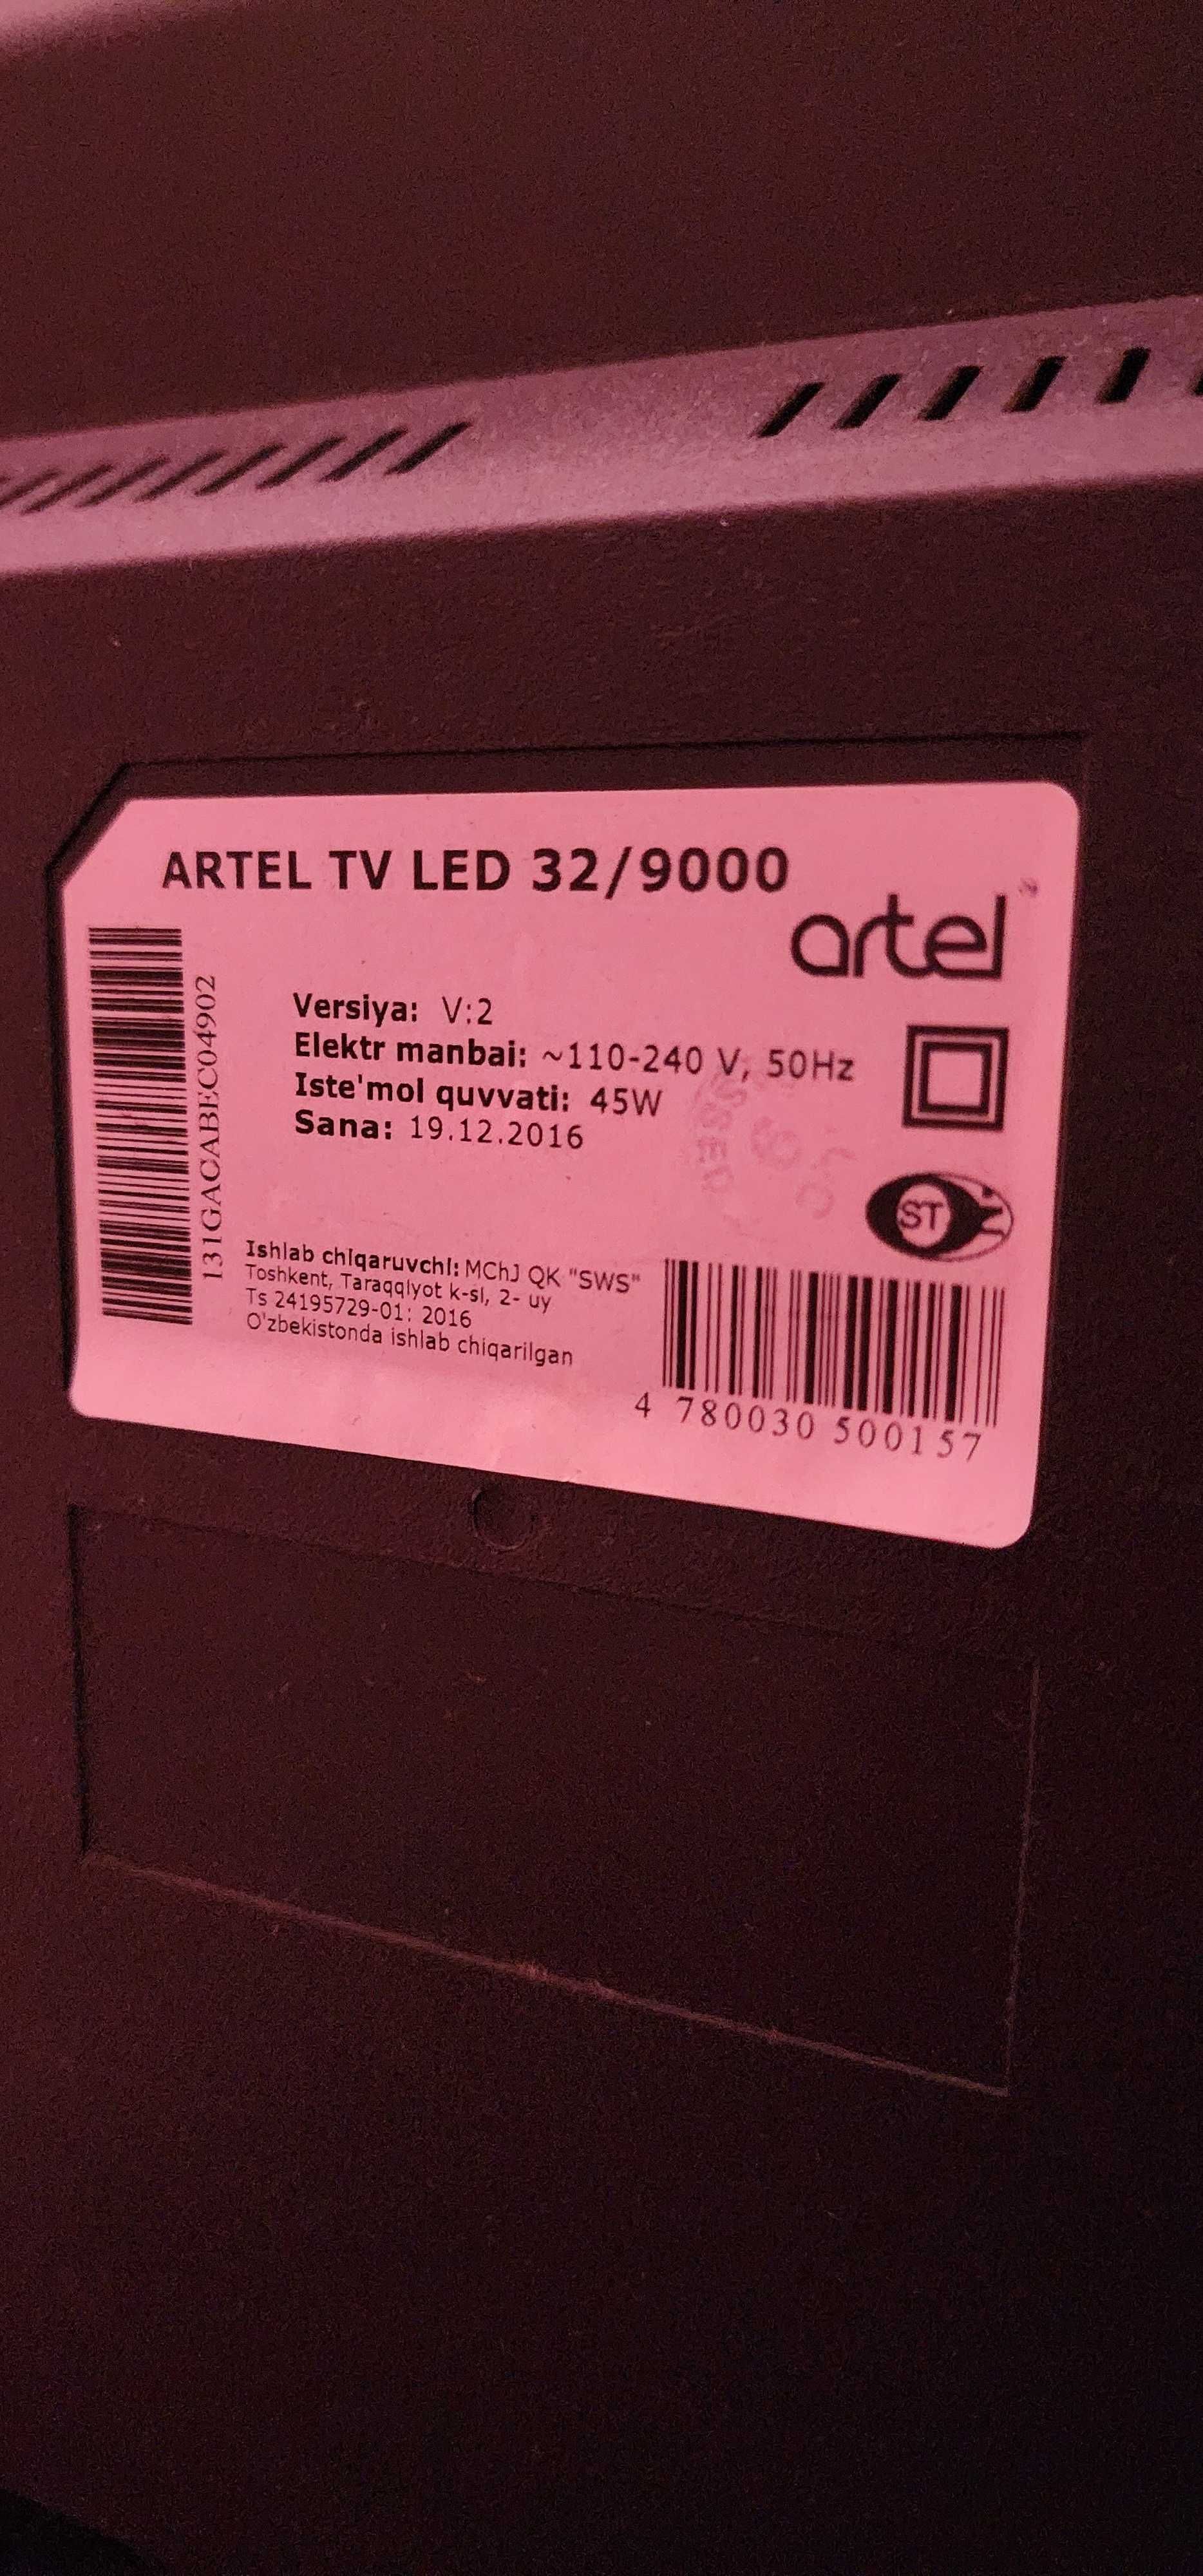 ARTEL TV LED 32/9000
artel
131GACABEC04902
Versiya: V:2
Elektr manbai: ~110-240 V, 50Hz
Iste'mol quvvati: 45W
Sana: 19.12.2016
ST
Ishlab chiqaruvchi: MChJ QK "SWS"
Toshkent, Taraqqiyot k-si, 2- uy
Ts 24195729-01: 2016
O'zbekistonda ishlab chiqarilgan
4 780030 500157